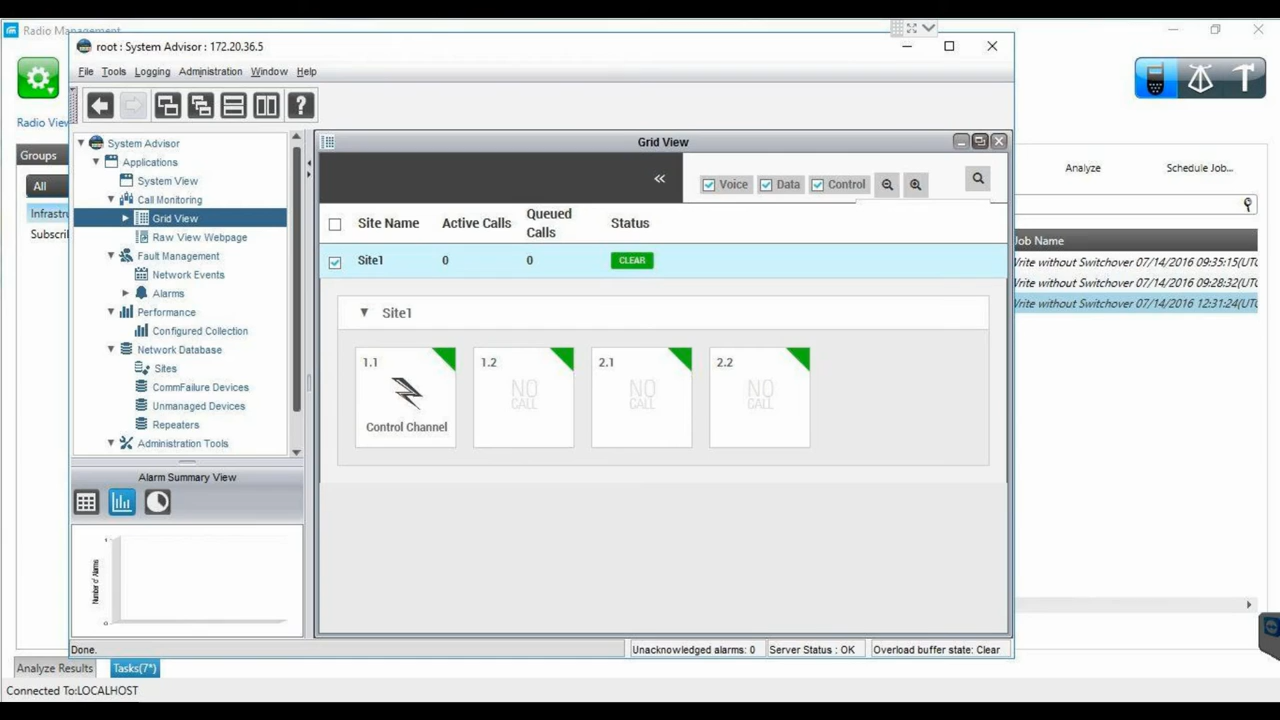 Radio Management
root : System Advisor : 172.20.36.5
File Tools Logging Administration Window Help
Radio View
Groups
All
Infrastru
Subscri
System Advisor
Applications
System View
Call Monitoring
Grid View
Raw View Webpage
Fault Management
Network Events
Alarms
Performance
Configured Collection
Network Database
Sites
CommFailure Devices
Unmanaged Devices
Repeaters
Administration Tools
Alarm Summary View
Number of Alarms
1
0
Grid View
«
Voice Data Control
Site Name Active Calls Queued Calls Status
Site1 0 0 CLEAR
Site1
1.1 Control Channel
1.2 NO CALL
2.1 NO CALL
2.2 NO CALL
Done.
Unacknowledged alarms: 0
Server Status : OK
Overload buffer state: Clear
Analyze
Schedule Job...
Job Name
Write without Switchover 07/14/2016 09:35:15(UTC
Write without Switchover 07/14/2016 09:28:32(UTC
Write without Switchover 07/14/2016 12:31:24(UTC
Analyze Results
Tasks(7*)
Connected To:LOCALHOST